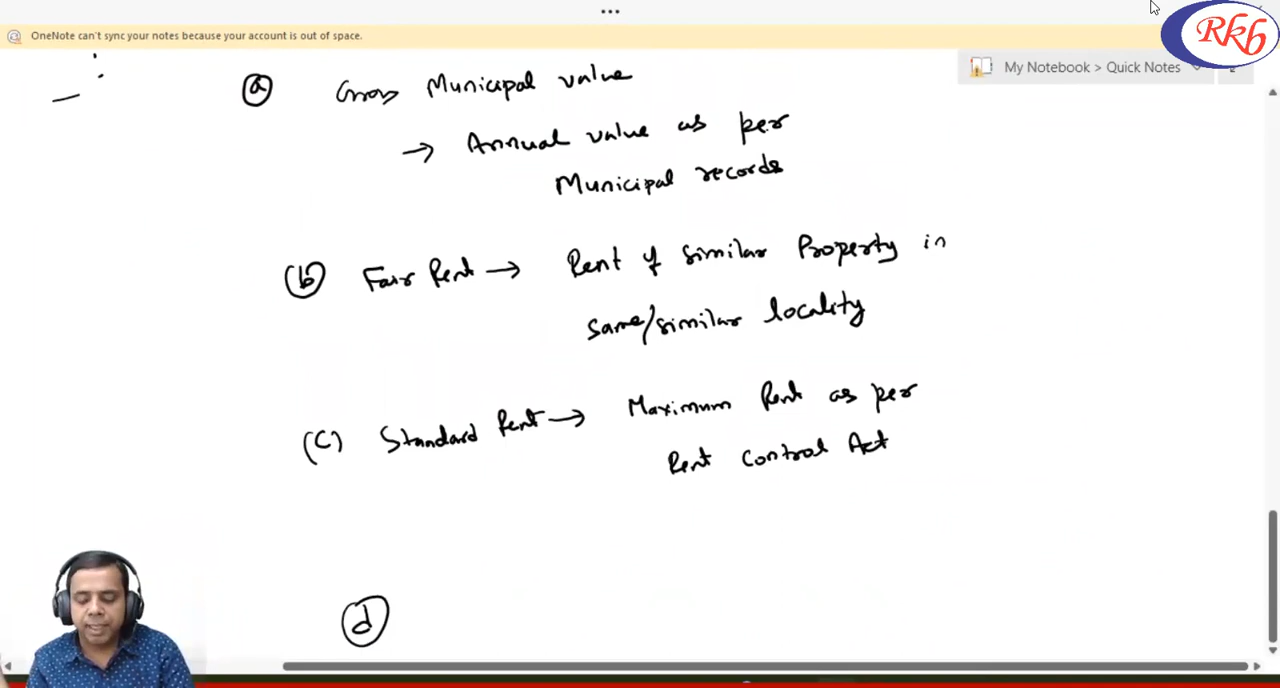 ...
OneNote can't sync your notes because your account is out of space.
Rkb
My Notebook > Quick Notes
(a) Gross Municipal value
→ Annual value as per
Municipal records
(b) Fair Rent → Rent of similar Property in
same/similar locality
(C) Standard Rent → Maximum Rent as per
Rent Control Act
(d)